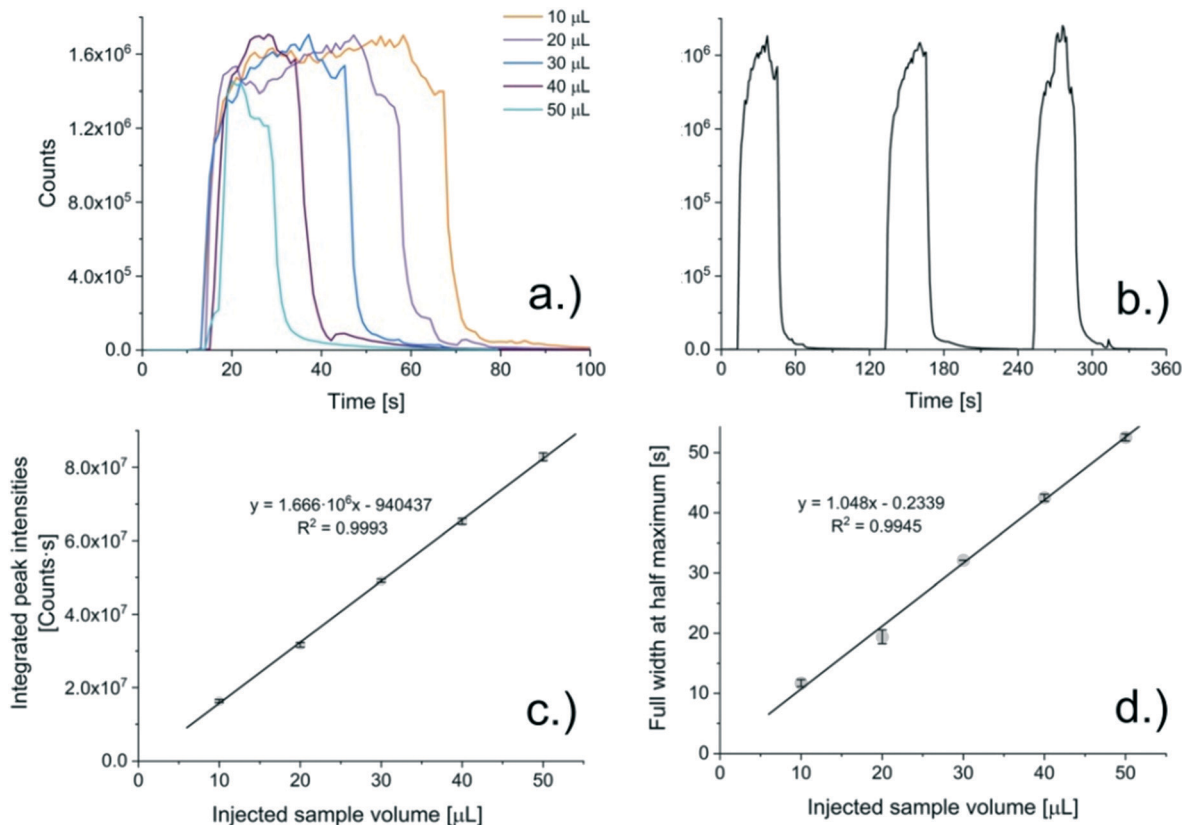 10 μL
20 μL
30 μL
40 μL
50 μL
1.6x10⁶
1.2x10⁶
8.0x10⁵
4.0x10⁵
0.0
Counts
0 20 40 60 80 100
Time [s]
a.)
:10⁶
:10⁶
:10⁵
:10⁵
0.0
0 60 120 180 240 300 360
Time [s]
b.)
8.0x10⁷
6.0x10⁷
4.0x10⁷
2.0x10⁷
0.0
Integrated peak intensities
[Counts·s]
y = 1.666·10⁶x - 940437
R² = 0.9993
c.)
0 10 20 30 40 50
Injected sample volume [μL]
50
40
30
20
10
0
Full width at half maximum [s]
y = 1.048x - 0.2339
R² = 0.9945
d.)
0 10 20 30 40 50
Injected sample volume [μL]